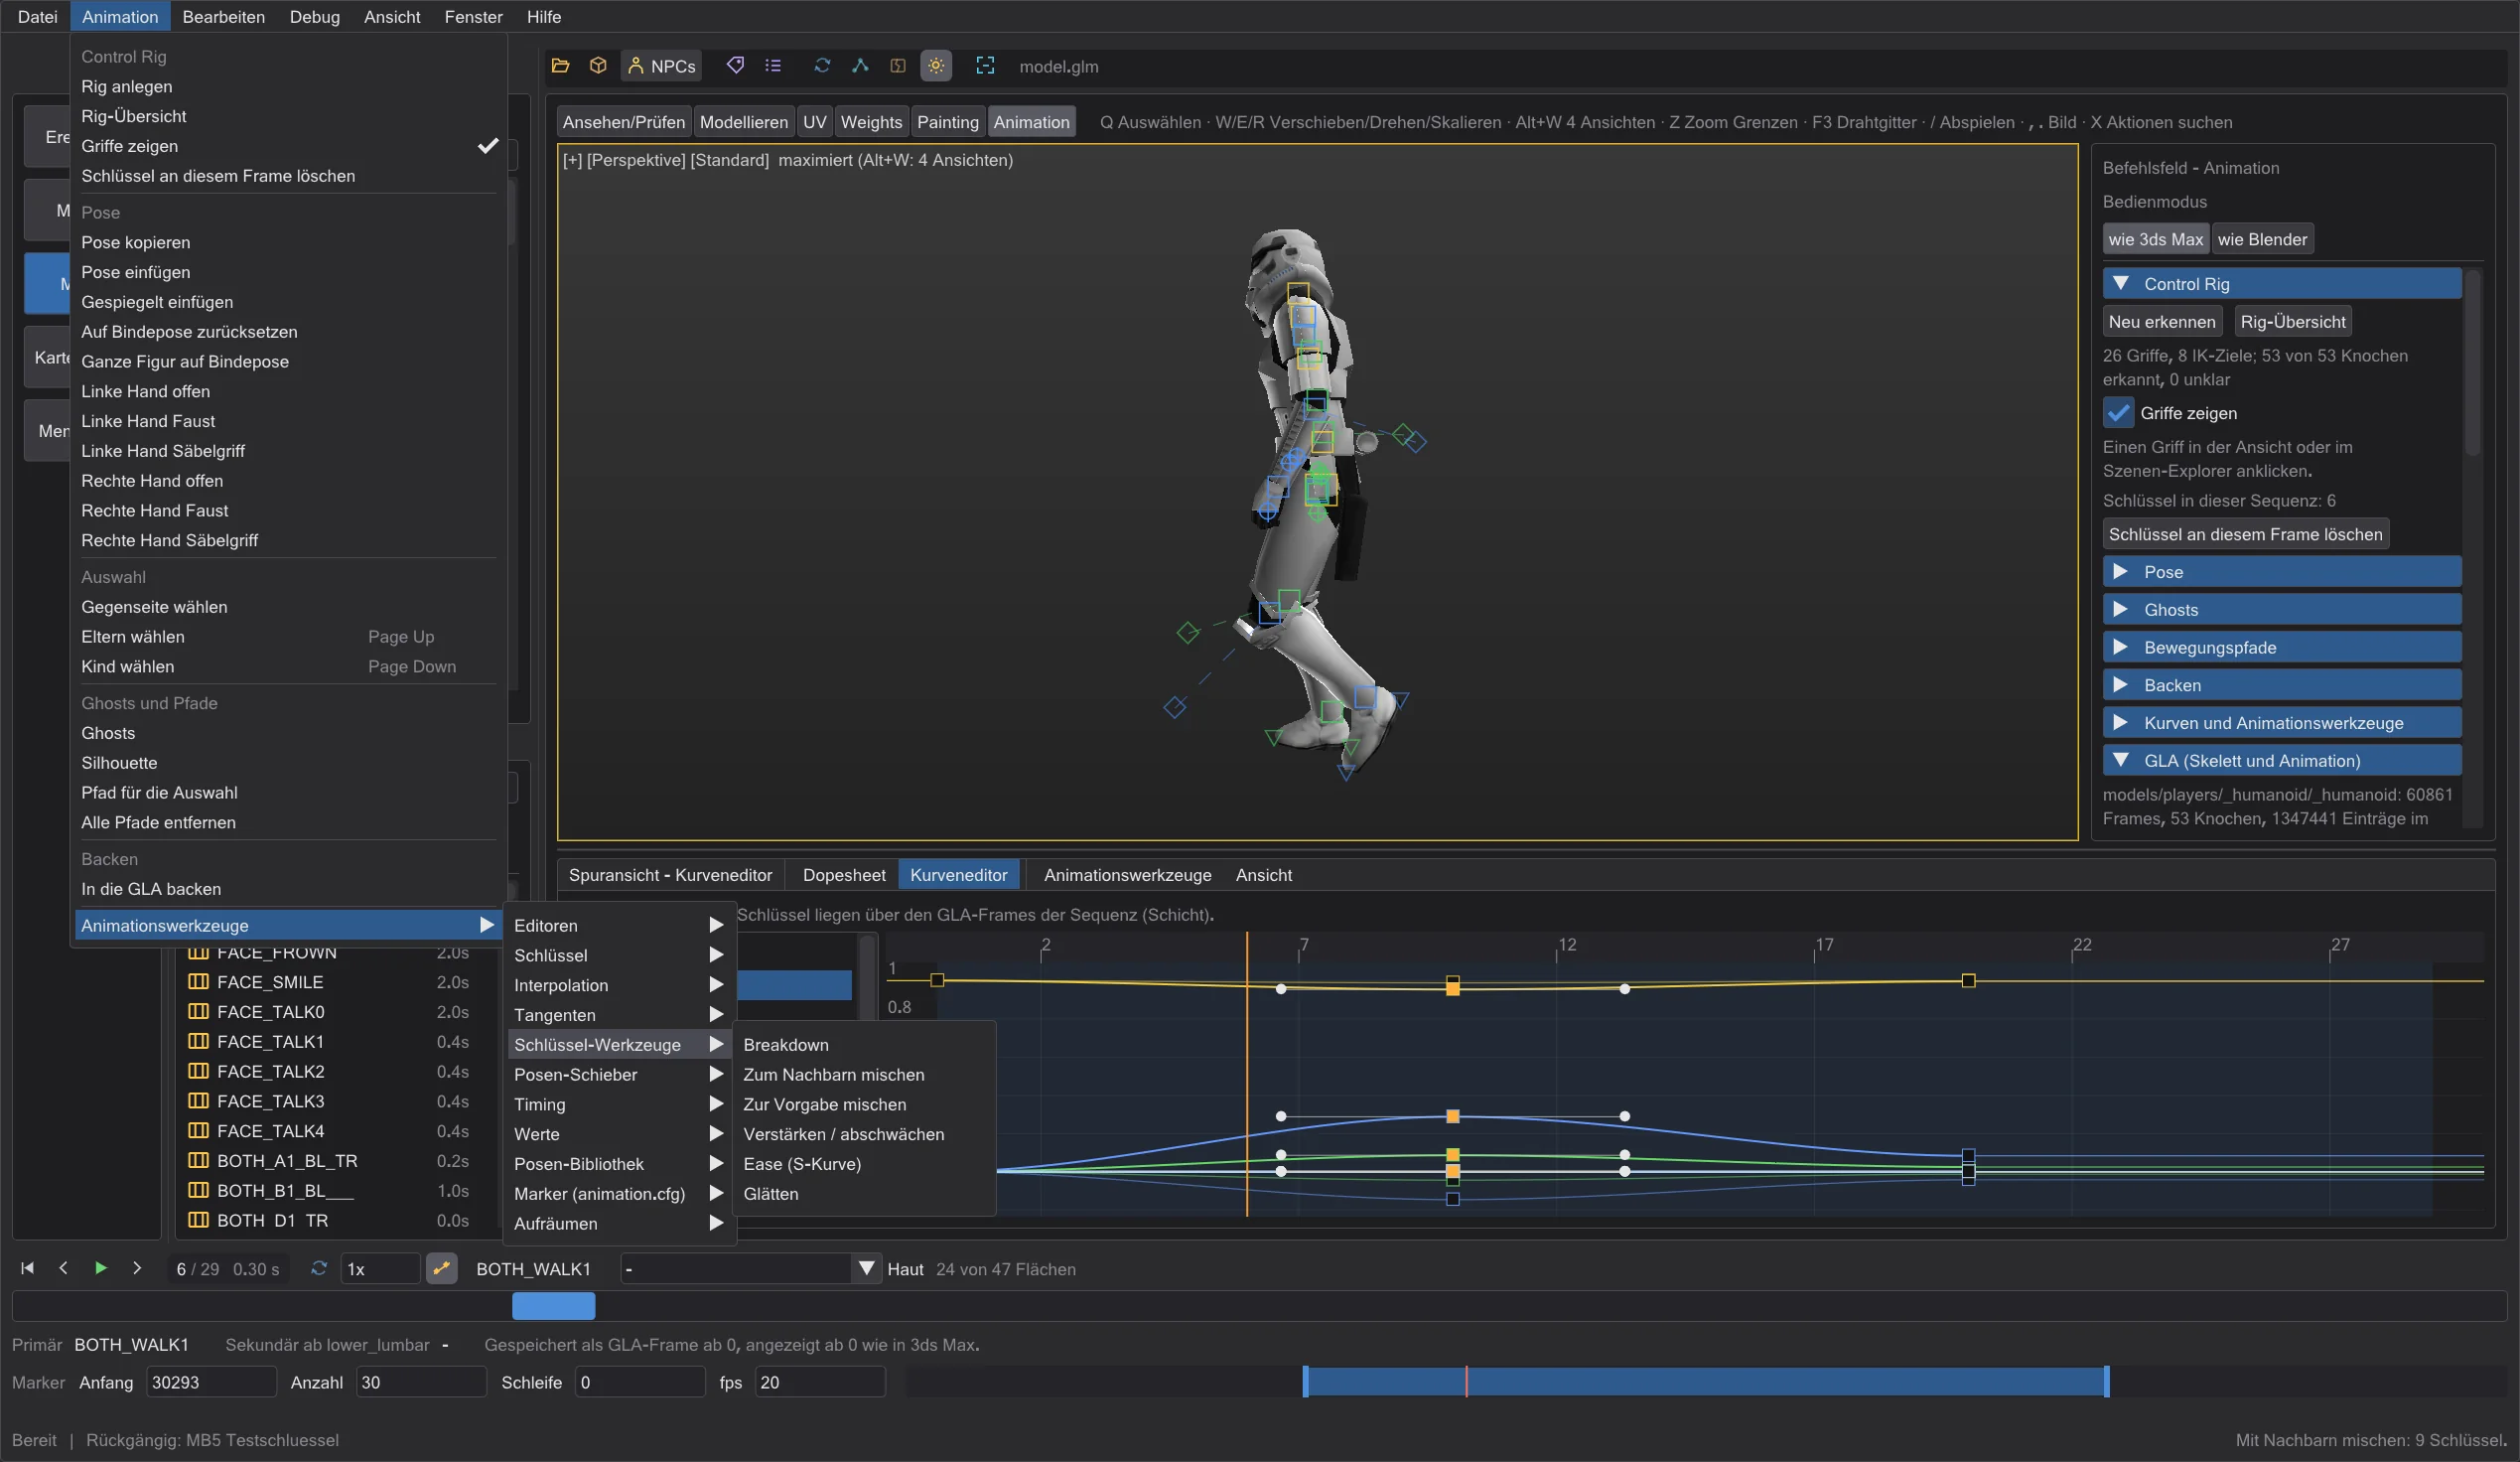 Datei Animation Bearbeiten Debug Ansicht Fenster Hilfe
Control Rig
Rig anlegen
Rig-Übersicht
Griffe zeigen
Schlüssel an diesem Frame löschen
Pose
Pose kopieren
Pose einfügen
Gespiegelt einfügen
Auf Bindepose zurücksetzen
Ganze Figur auf Bindepose
Linke Hand offen
Linke Hand Faust
Linke Hand Säbelgriff
Rechte Hand offen
Rechte Hand Faust
Rechte Hand Säbelgriff
Auswahl
Gegenseite wählen
Eltern wählen Page Up
Kind wählen Page Down
Ghosts und Pfade
Ghosts
Silhouette
Pfad für die Auswahl
Alle Pfade entfernen
Backen
In die GLA backen
Animationswerkzeuge
Ere
M
M
Karte
Men
NPCs model.glm
Ansehen/Prüfen Modellieren UV Weights Painting Animation Q Auswählen · W/E/R Verschieben/Drehen/Skalieren · Alt+W 4 Ansichten · Z Zoom Grenzen · F3 Drahtgitter · / Abspielen · , . Bild · X Aktionen suchen
[+] [Perspektive] [Standard] maximiert (Alt+W: 4 Ansichten)
Befehlsfeld - Animation
Bedienmodus
wie 3ds Max wie Blender
Control Rig
Neu erkennen Rig-Übersicht
26 Griffe, 8 IK-Ziele; 53 von 53 Knochen
erkannt, 0 unklar
Griffe zeigen
Einen Griff in der Ansicht oder im
Szenen-Explorer anklicken.
Schlüssel in dieser Sequenz: 6
Schlüssel an diesem Frame löschen
Pose
Ghosts
Bewegungspfade
Backen
Kurven und Animationswerkzeuge
GLA (Skelett und Animation)
models/players/_humanoid/_humanoid: 60861
Frames, 53 Knochen, 1347441 Einträge im
Spuransicht - Kurveneditor Dopesheet Kurveneditor Animationswerkzeuge Ansicht
Schlüssel liegen über den GLA-Frames der Sequenz (Schicht).
2 7 12 17 22 27
1
0.8
Editoren
Schlüssel
Interpolation
Tangenten
Schlüssel-Werkzeuge
Posen-Schieber
Timing
Werte
Posen-Bibliothek
Marker (animation.cfg)
Aufräumen
Breakdown
Zum Nachbarn mischen
Zur Vorgabe mischen
Verstärken / abschwächen
Ease (S-Kurve)
Glätten
FACE_FROWN 2.0s
FACE_SMILE 2.0s
FACE_TALK0 2.0s
FACE_TALK1 0.4s
FACE_TALK2 0.4s
FACE_TALK3 0.4s
FACE_TALK4 0.4s
BOTH_A1_BL_TR 0.2s
BOTH_B1_BL___ 1.0s
BOTH D1 TR 0.0s
6 / 29 0.30 s 1x BOTH_WALK1 - Haut 24 von 47 Flächen
Primär BOTH_WALK1 Sekundär ab lower_lumbar - Gespeichert als GLA-Frame ab 0, angezeigt ab 0 wie in 3ds Max.
Marker Anfang 30293 Anzahl 30 Schleife 0 fps 20
Bereit | Rückgängig: MB5 Testschluessel Mit Nachbarn mischen: 9 Schlüssel.